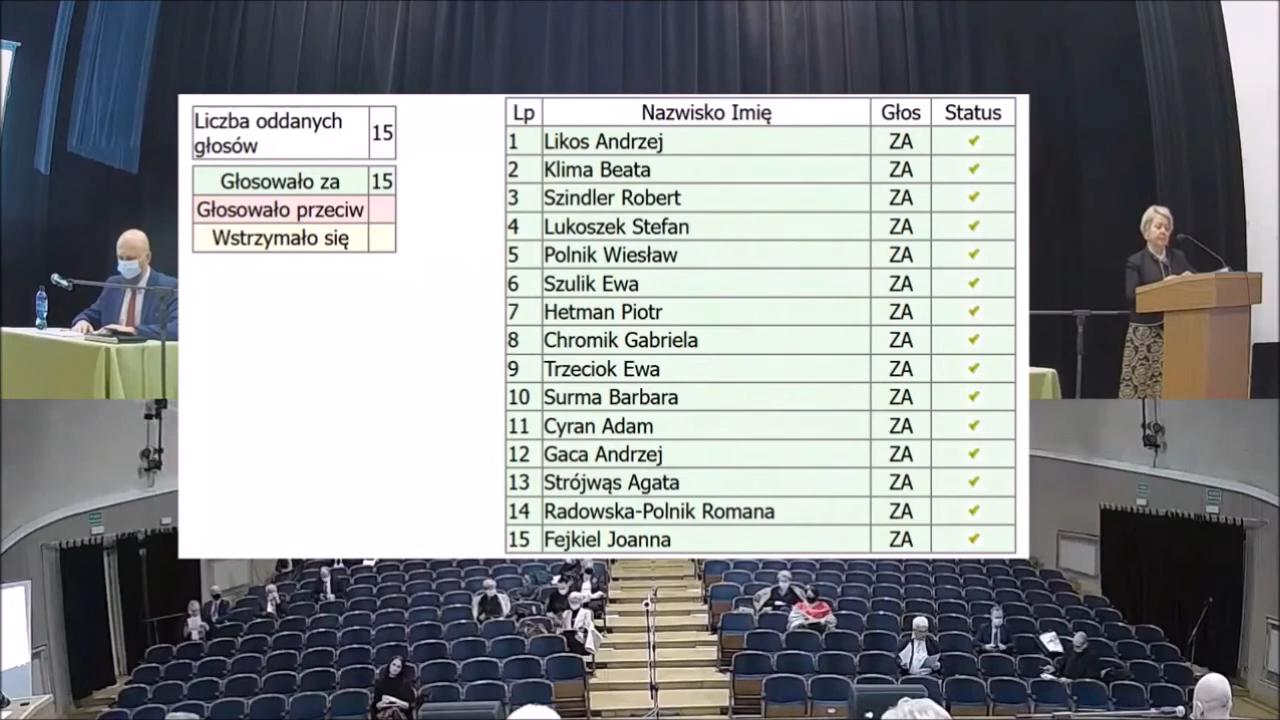 Liczba oddanych
głosów
15
Głosowało za 15
Głosowało przeciw
Wstrzymało się
Lp Nazwisko Imię Głos Status
1 Likos Andrzej ZA
2 Klima Beata ZA
3 Szindler Robert ZA
4 Lukoszek Stefan ZA
5 Polnik Wiesław ZA
6 Szulik Ewa ZA
7 Hetman Piotr ZA
8 Chromik Gabriela ZA
9 Trzeciok Ewa ZA
10 Surma Barbara ZA
11 Cyran Adam ZA
12 Gaca Andrzej ZA
13 Strójwąs Agata ZA
14 Radowska-Polnik Romana ZA
15 Fejkiel Joanna ZA